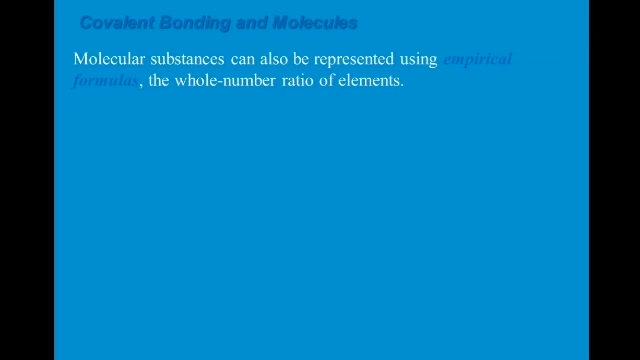 Covalent Bonding and Molecules
Molecular substances can also be represented using empirical
formulas, the whole-number ratio of elements.